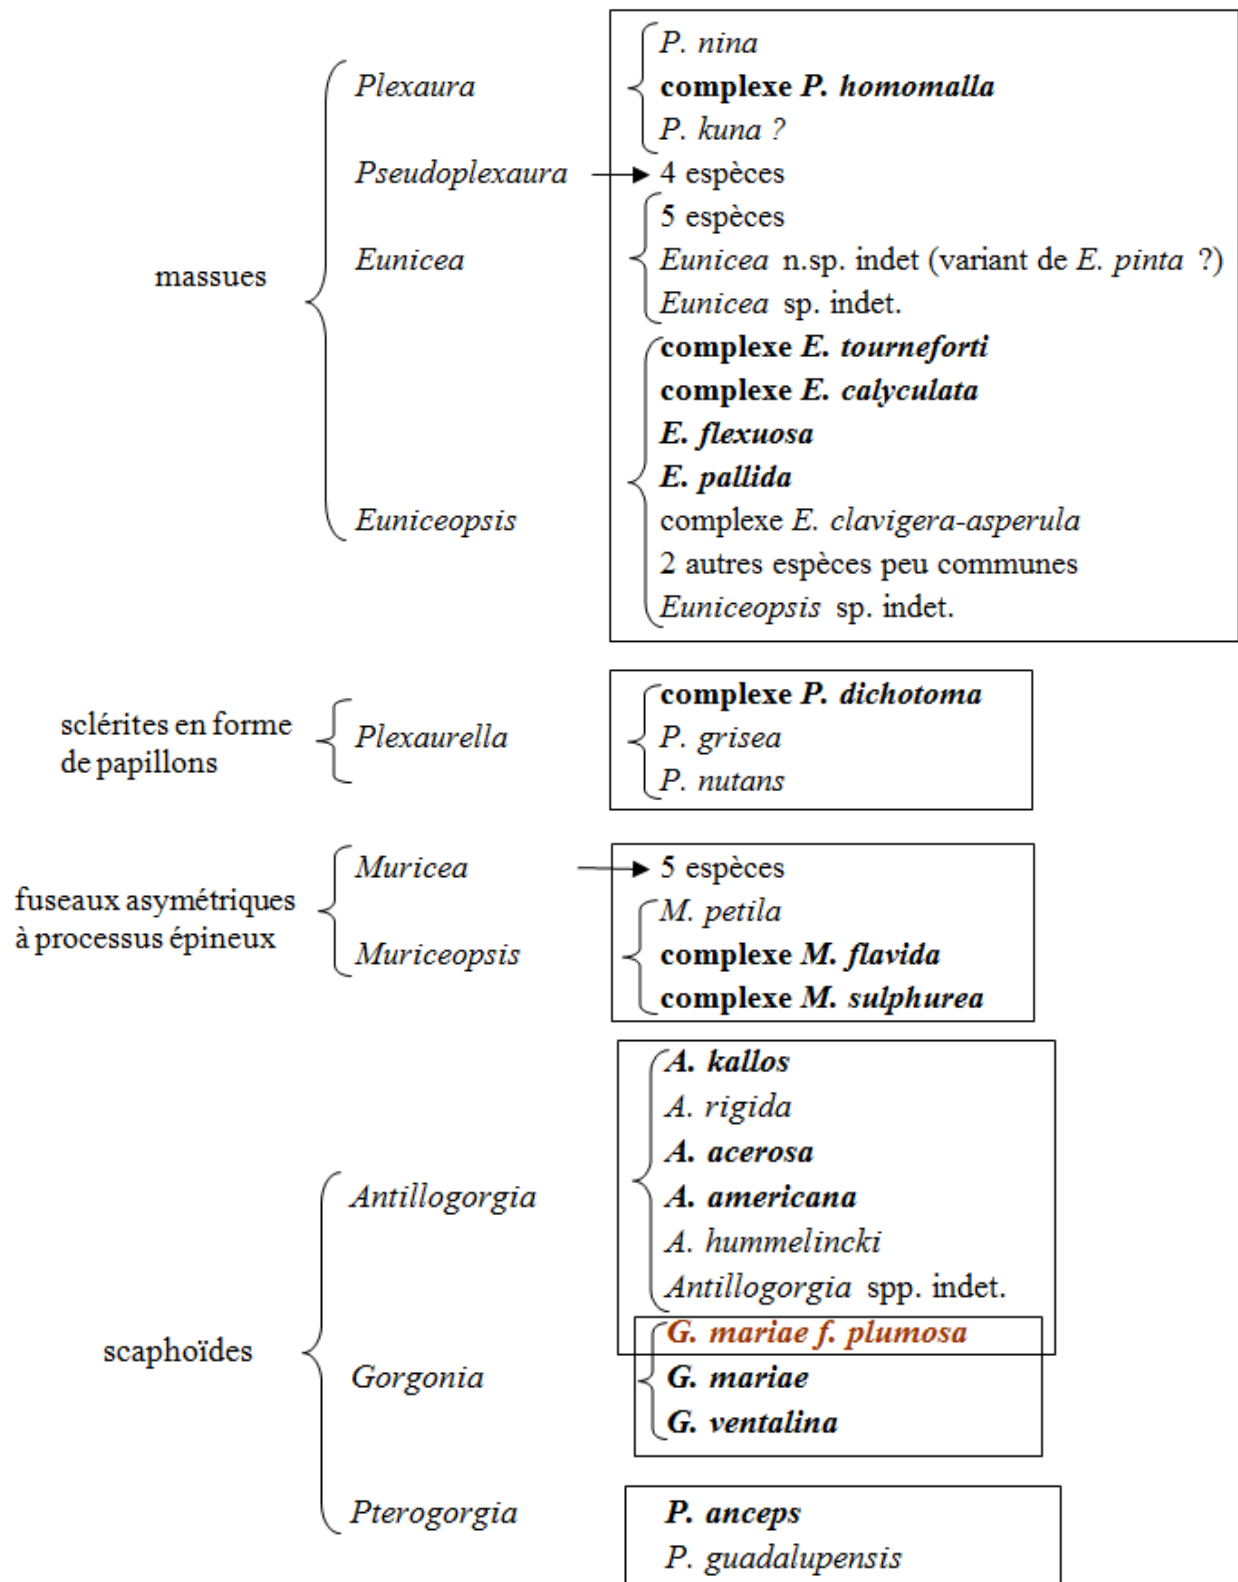 massues
Plexaura
P. nina
complexe P. homomalla
P. kuna ?
Pseudoplexaura
4 espèces
Eunicea
5 espèces
Eunicea n.sp. indet (variant de E. pinta ?)
Eunicea sp. indet.
Euniceopsis
complexe E. tourneforti
complexe E. calyculata
E. flexuosa
E. pallida
complexe E. clavigera-asperula
2 autres espèces peu communes
Euniceopsis sp. indet.
sclérites en forme
de papillons
Plexaurella
complexe P. dichotoma
P. grisea
P. nutans
fuseaux asymétriques
à processus épineux
Muricea
5 espèces
Muriceopsis
M. petila
complexe M. flavida
complexe M. sulphurea
scaphoïdes
Antillogorgia
A. kallos
A. rigida
A. acerosa
A. americana
A. hummelincki
Antillogorgia spp. indet.
Gorgonia
G. mariae f. plumosa
G. mariae
G. ventalina
Pterogorgia
P. anceps
P. guadalupensis